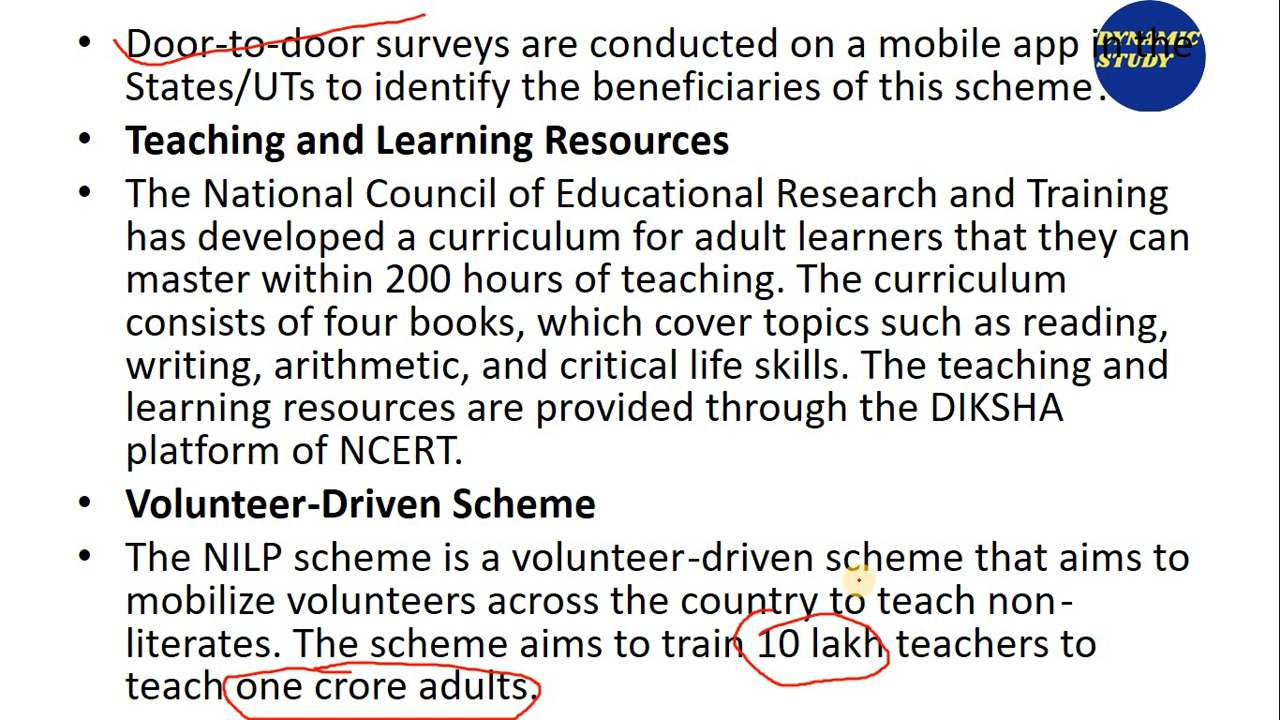 • Door-to-door surveys are conducted on a mobile app in the
States/UTs to identify the beneficiaries of this scheme.
DYNAMIC
STUDY
• Teaching and Learning Resources
• The National Council of Educational Research and Training
has developed a curriculum for adult learners that they can
master within 200 hours of teaching. The curriculum
consists of four books, which cover topics such as reading,
writing, arithmetic, and critical life skills. The teaching and
learning resources are provided through the DIKSHA
platform of NCERT.
• Volunteer-Driven Scheme
• The NILP scheme is a volunteer-driven scheme that aims to
mobilize volunteers across the country to teach non-
literates. The scheme aims to train 10 lakh teachers to
teach one crore adults.